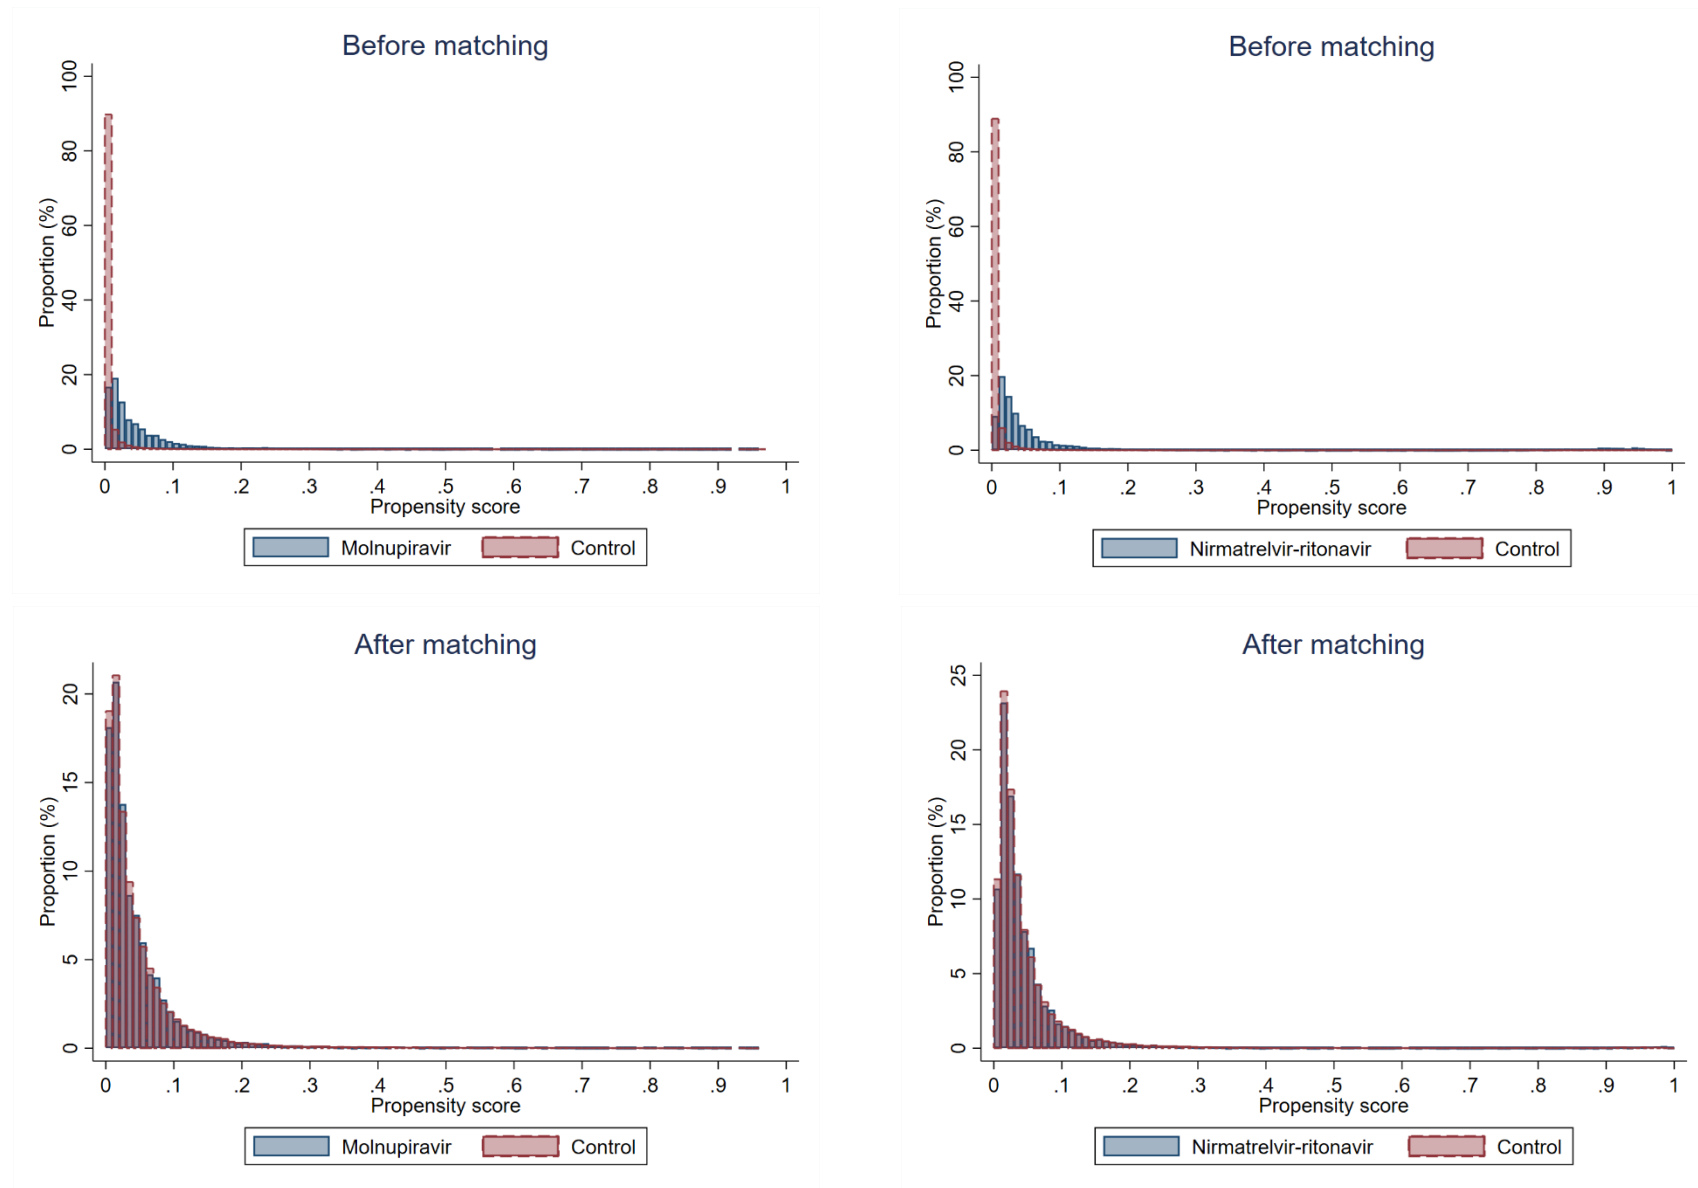 Before matching
Proportion (%)
100
80
60
40
20
0
0 .1 .2 .3 .4 .5 .6 .7 .8 .9 1
Propensity score
Molnupiravir Control
Before matching
Proportion (%)
100
80
60
40
20
0
0 .1 .2 .3 .4 .5 .6 .7 .8 .9 1
Propensity score
Nirmatrelvir-ritonavir Control
After matching
Proportion (%)
20
15
10
5
0
0 .1 .2 .3 .4 .5 .6 .7 .8 .9 1
Propensity score
Molnupiravir Control
After matching
Proportion (%)
25
20
15
10
5
0
0 .1 .2 .3 .4 .5 .6 .7 .8 .9 1
Propensity score
Nirmatrelvir-ritonavir Control